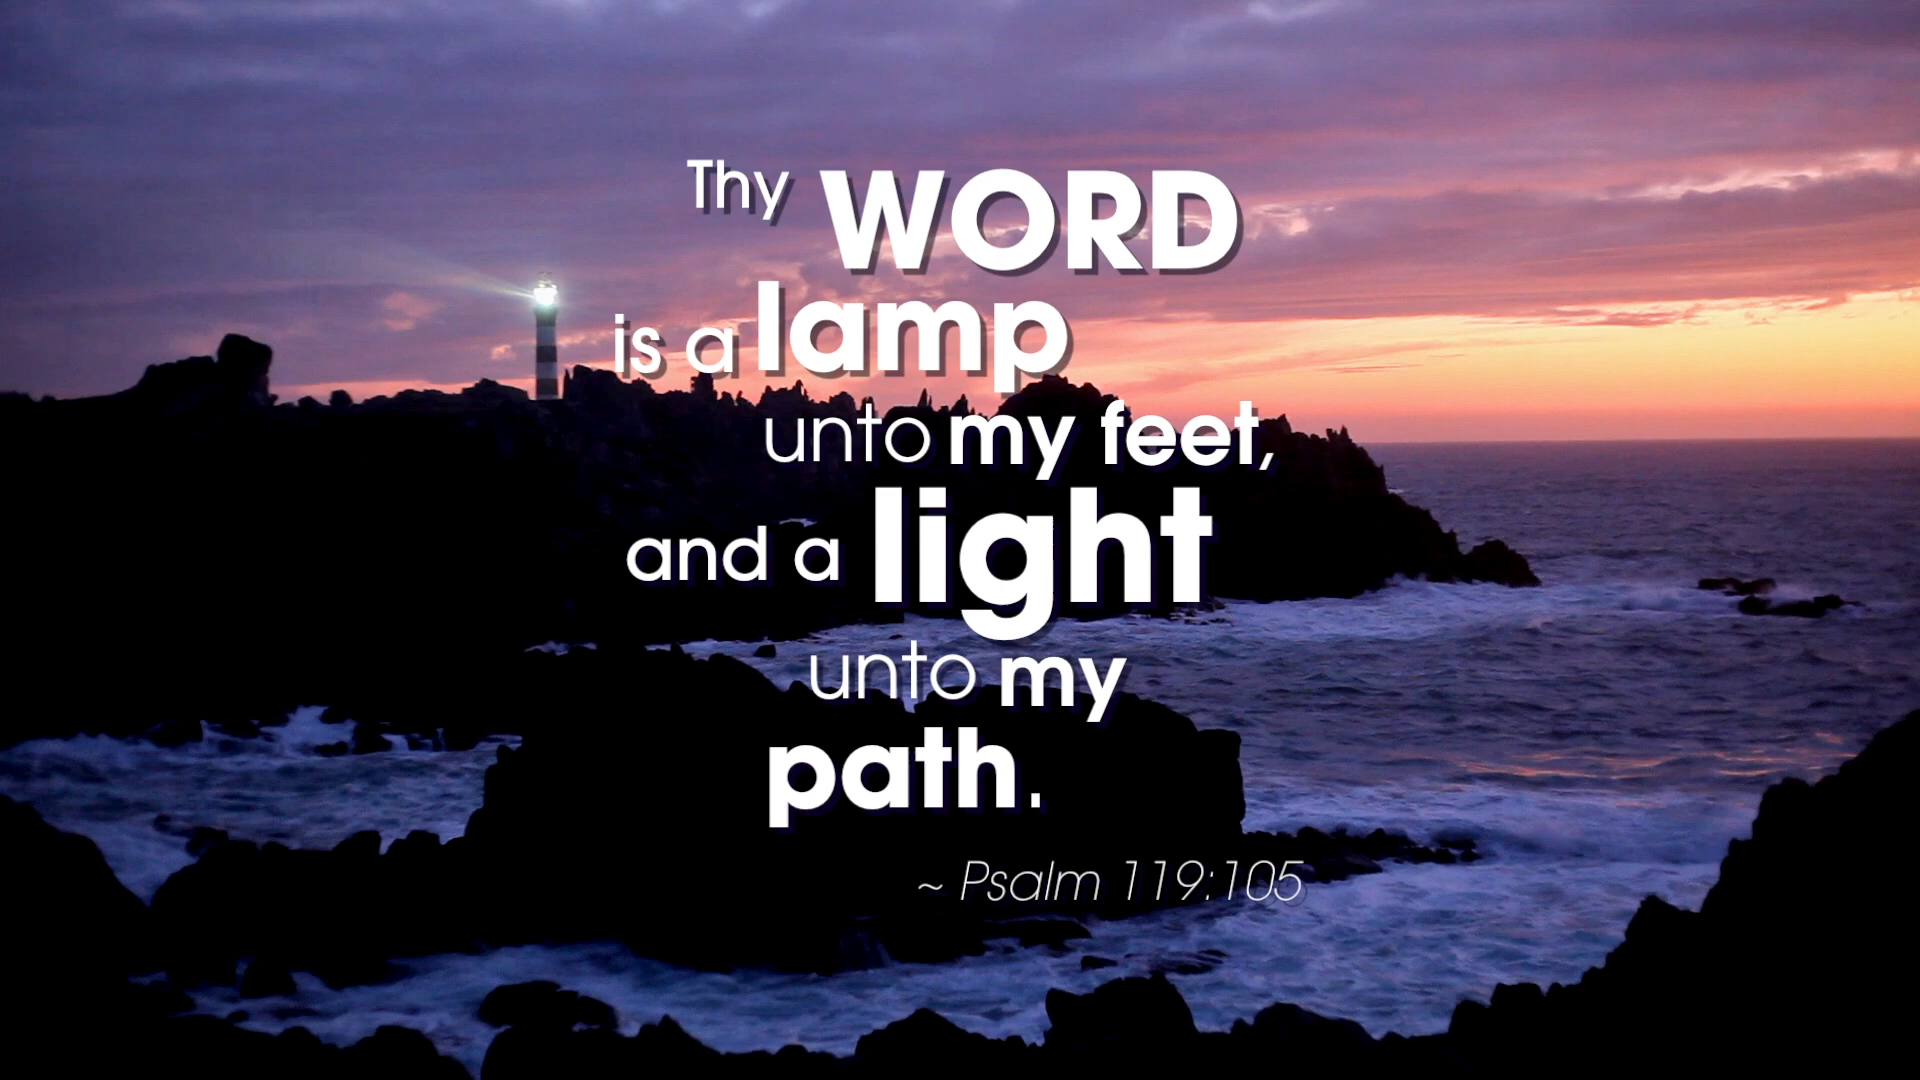 Thy WORD
is a lamp
unto my feet,
and a light
unto my
path.
~ Psalm 119:105